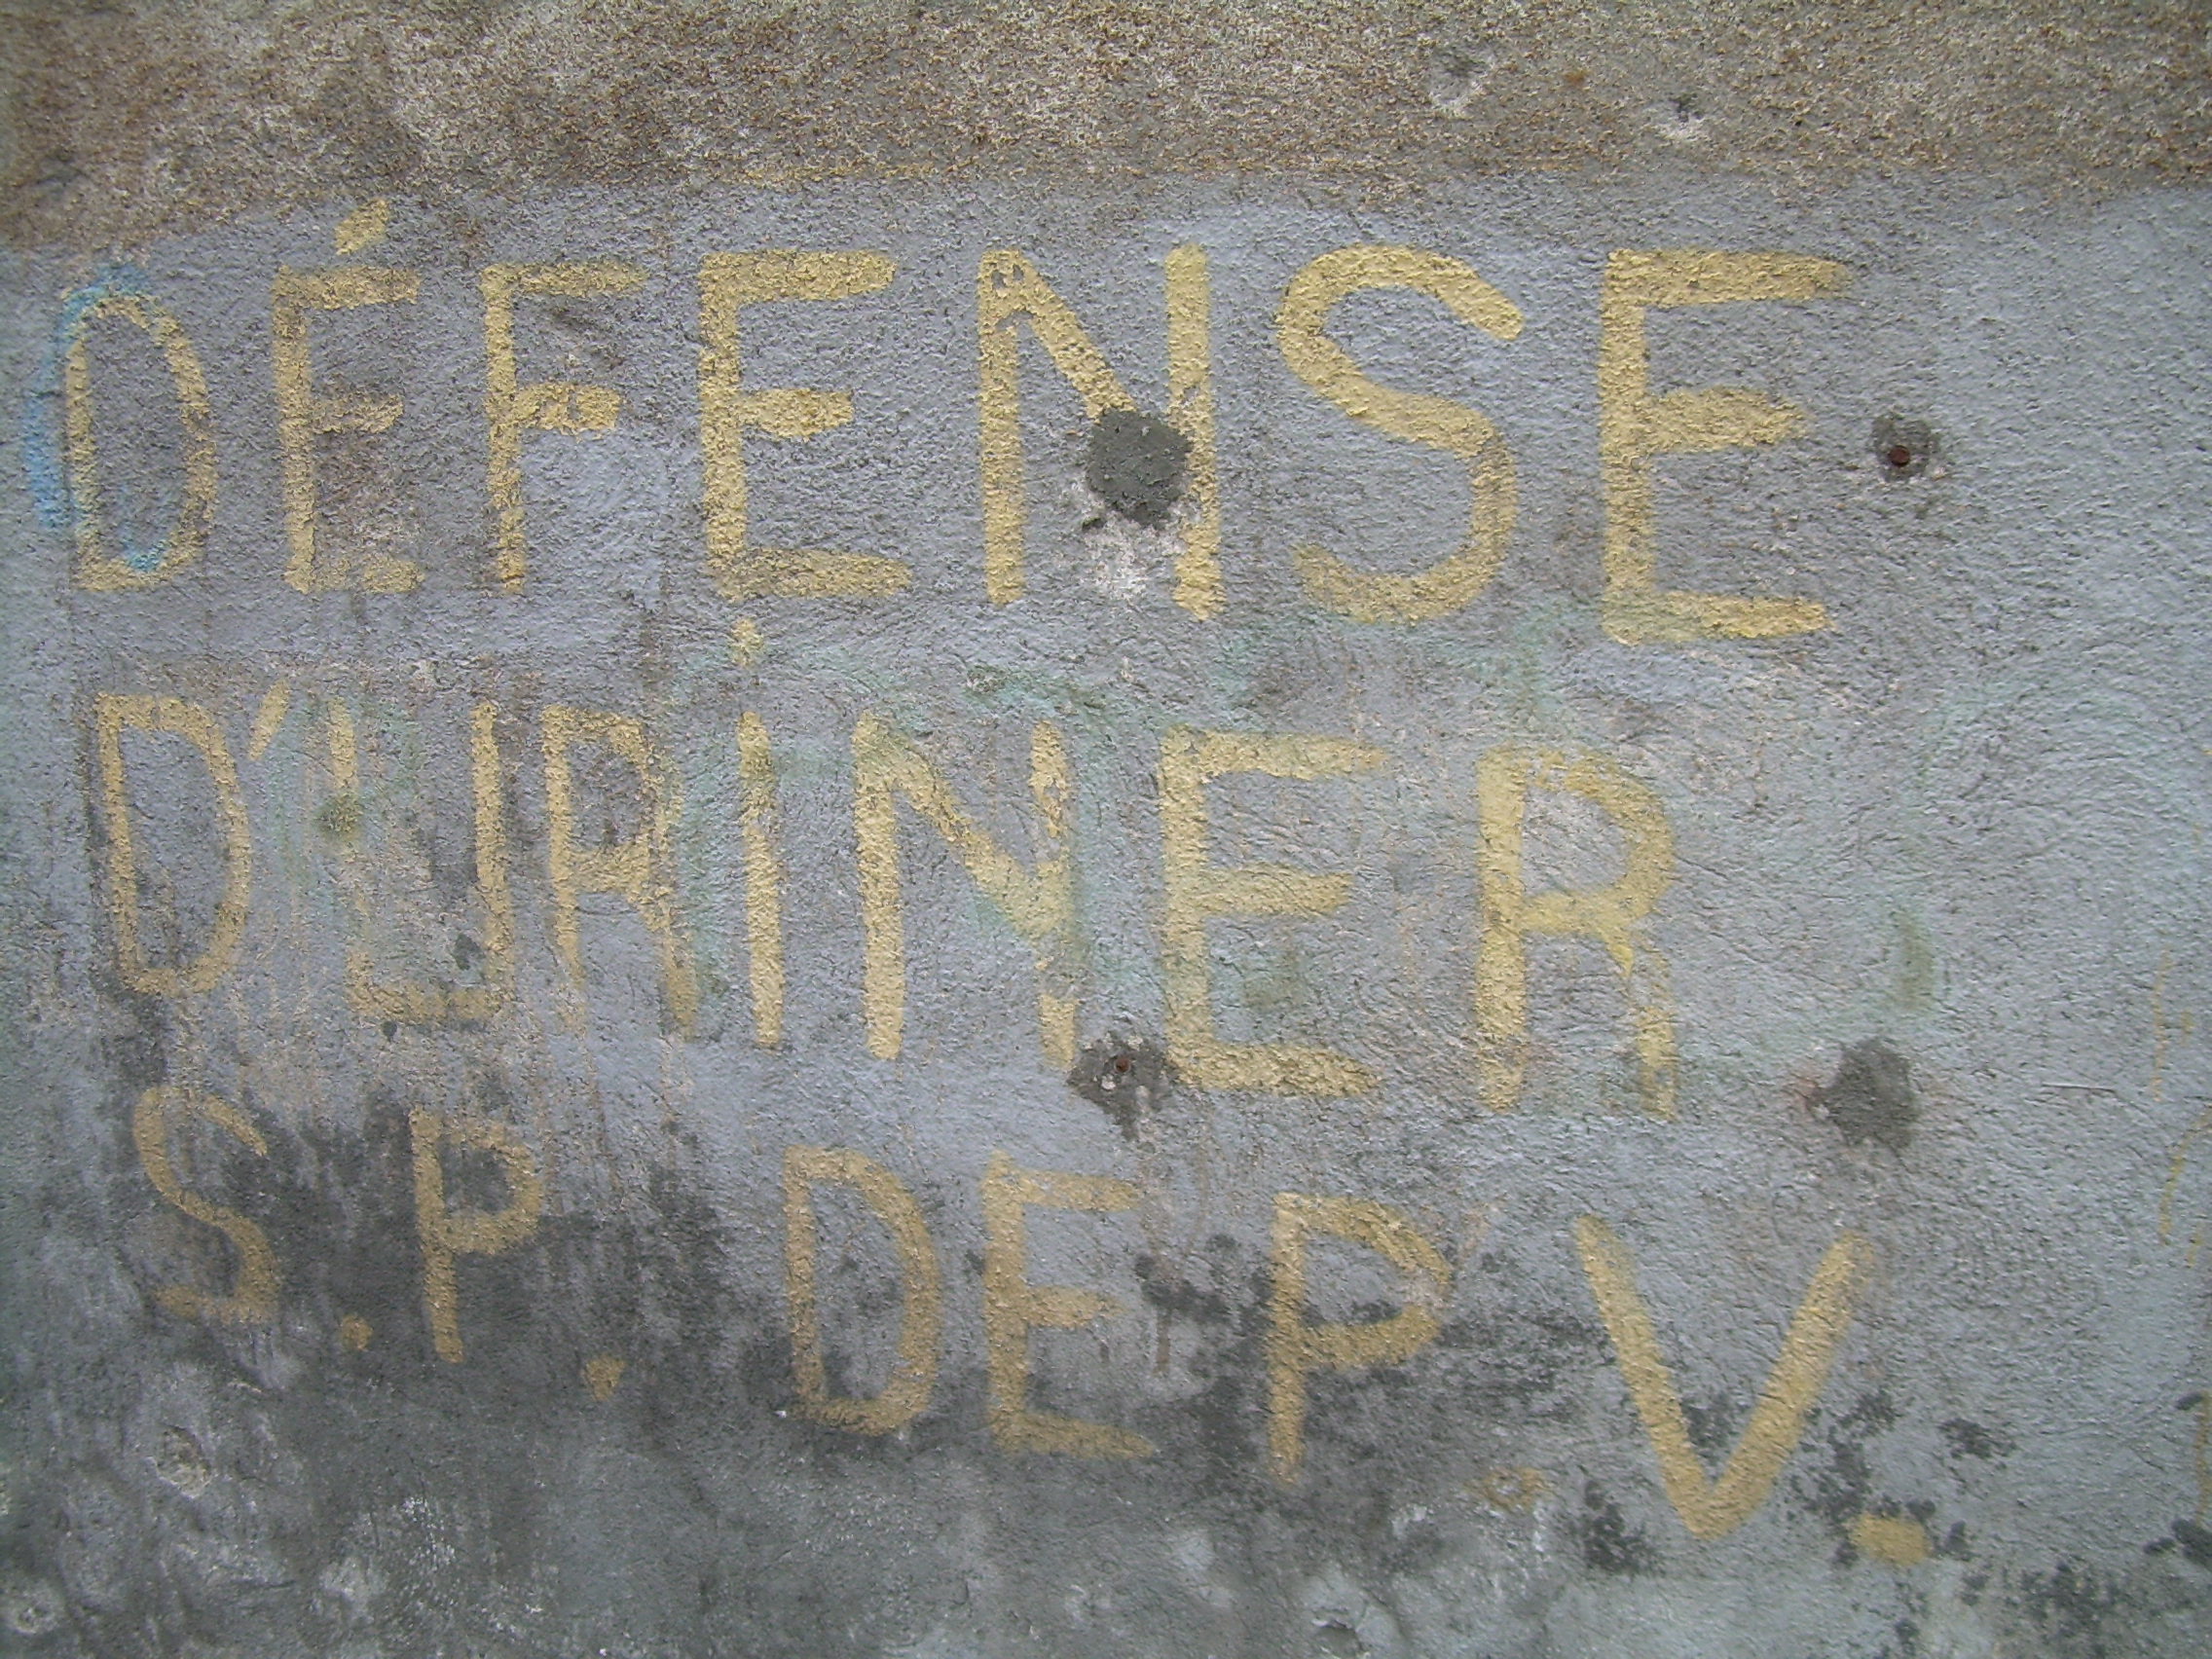 DÉFENSE
D'URINER
S.P. DE P.V.